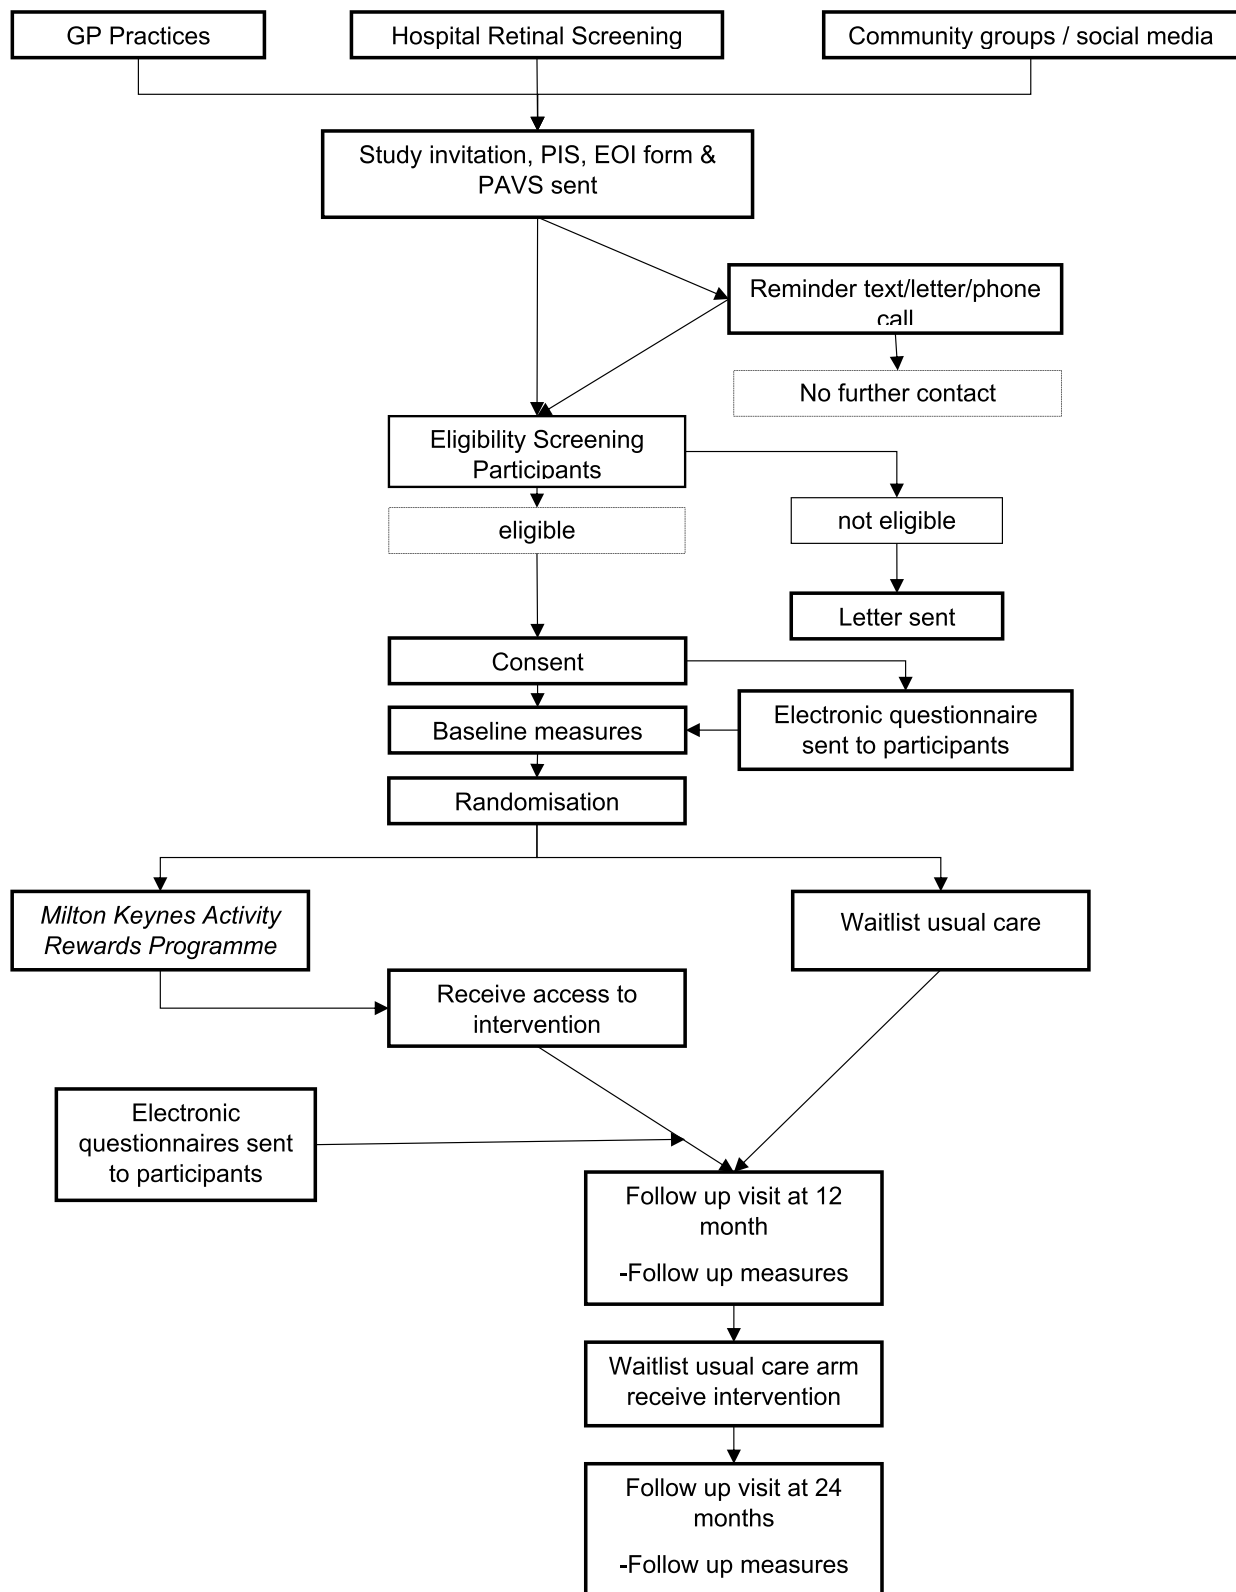 GP Practices
Hospital Retinal Screening
Community groups / social media
Study invitation, PIS, EOI form &
PAVS sent
Reminder text/letter/phone
call
No further contact
Eligibility Screening
Participants
eligible
not eligible
Letter sent
Consent
Electronic questionnaire
sent to participants
Baseline measures
Randomisation
Milton Keynes Activity
Rewards Programme
Waitlist usual care
Receive access to
intervention
Electronic
questionnaires sent
to participants
Follow up visit at 12
month
-Follow up measures
Waitlist usual care arm
receive intervention
Follow up visit at 24
months
-Follow up measures